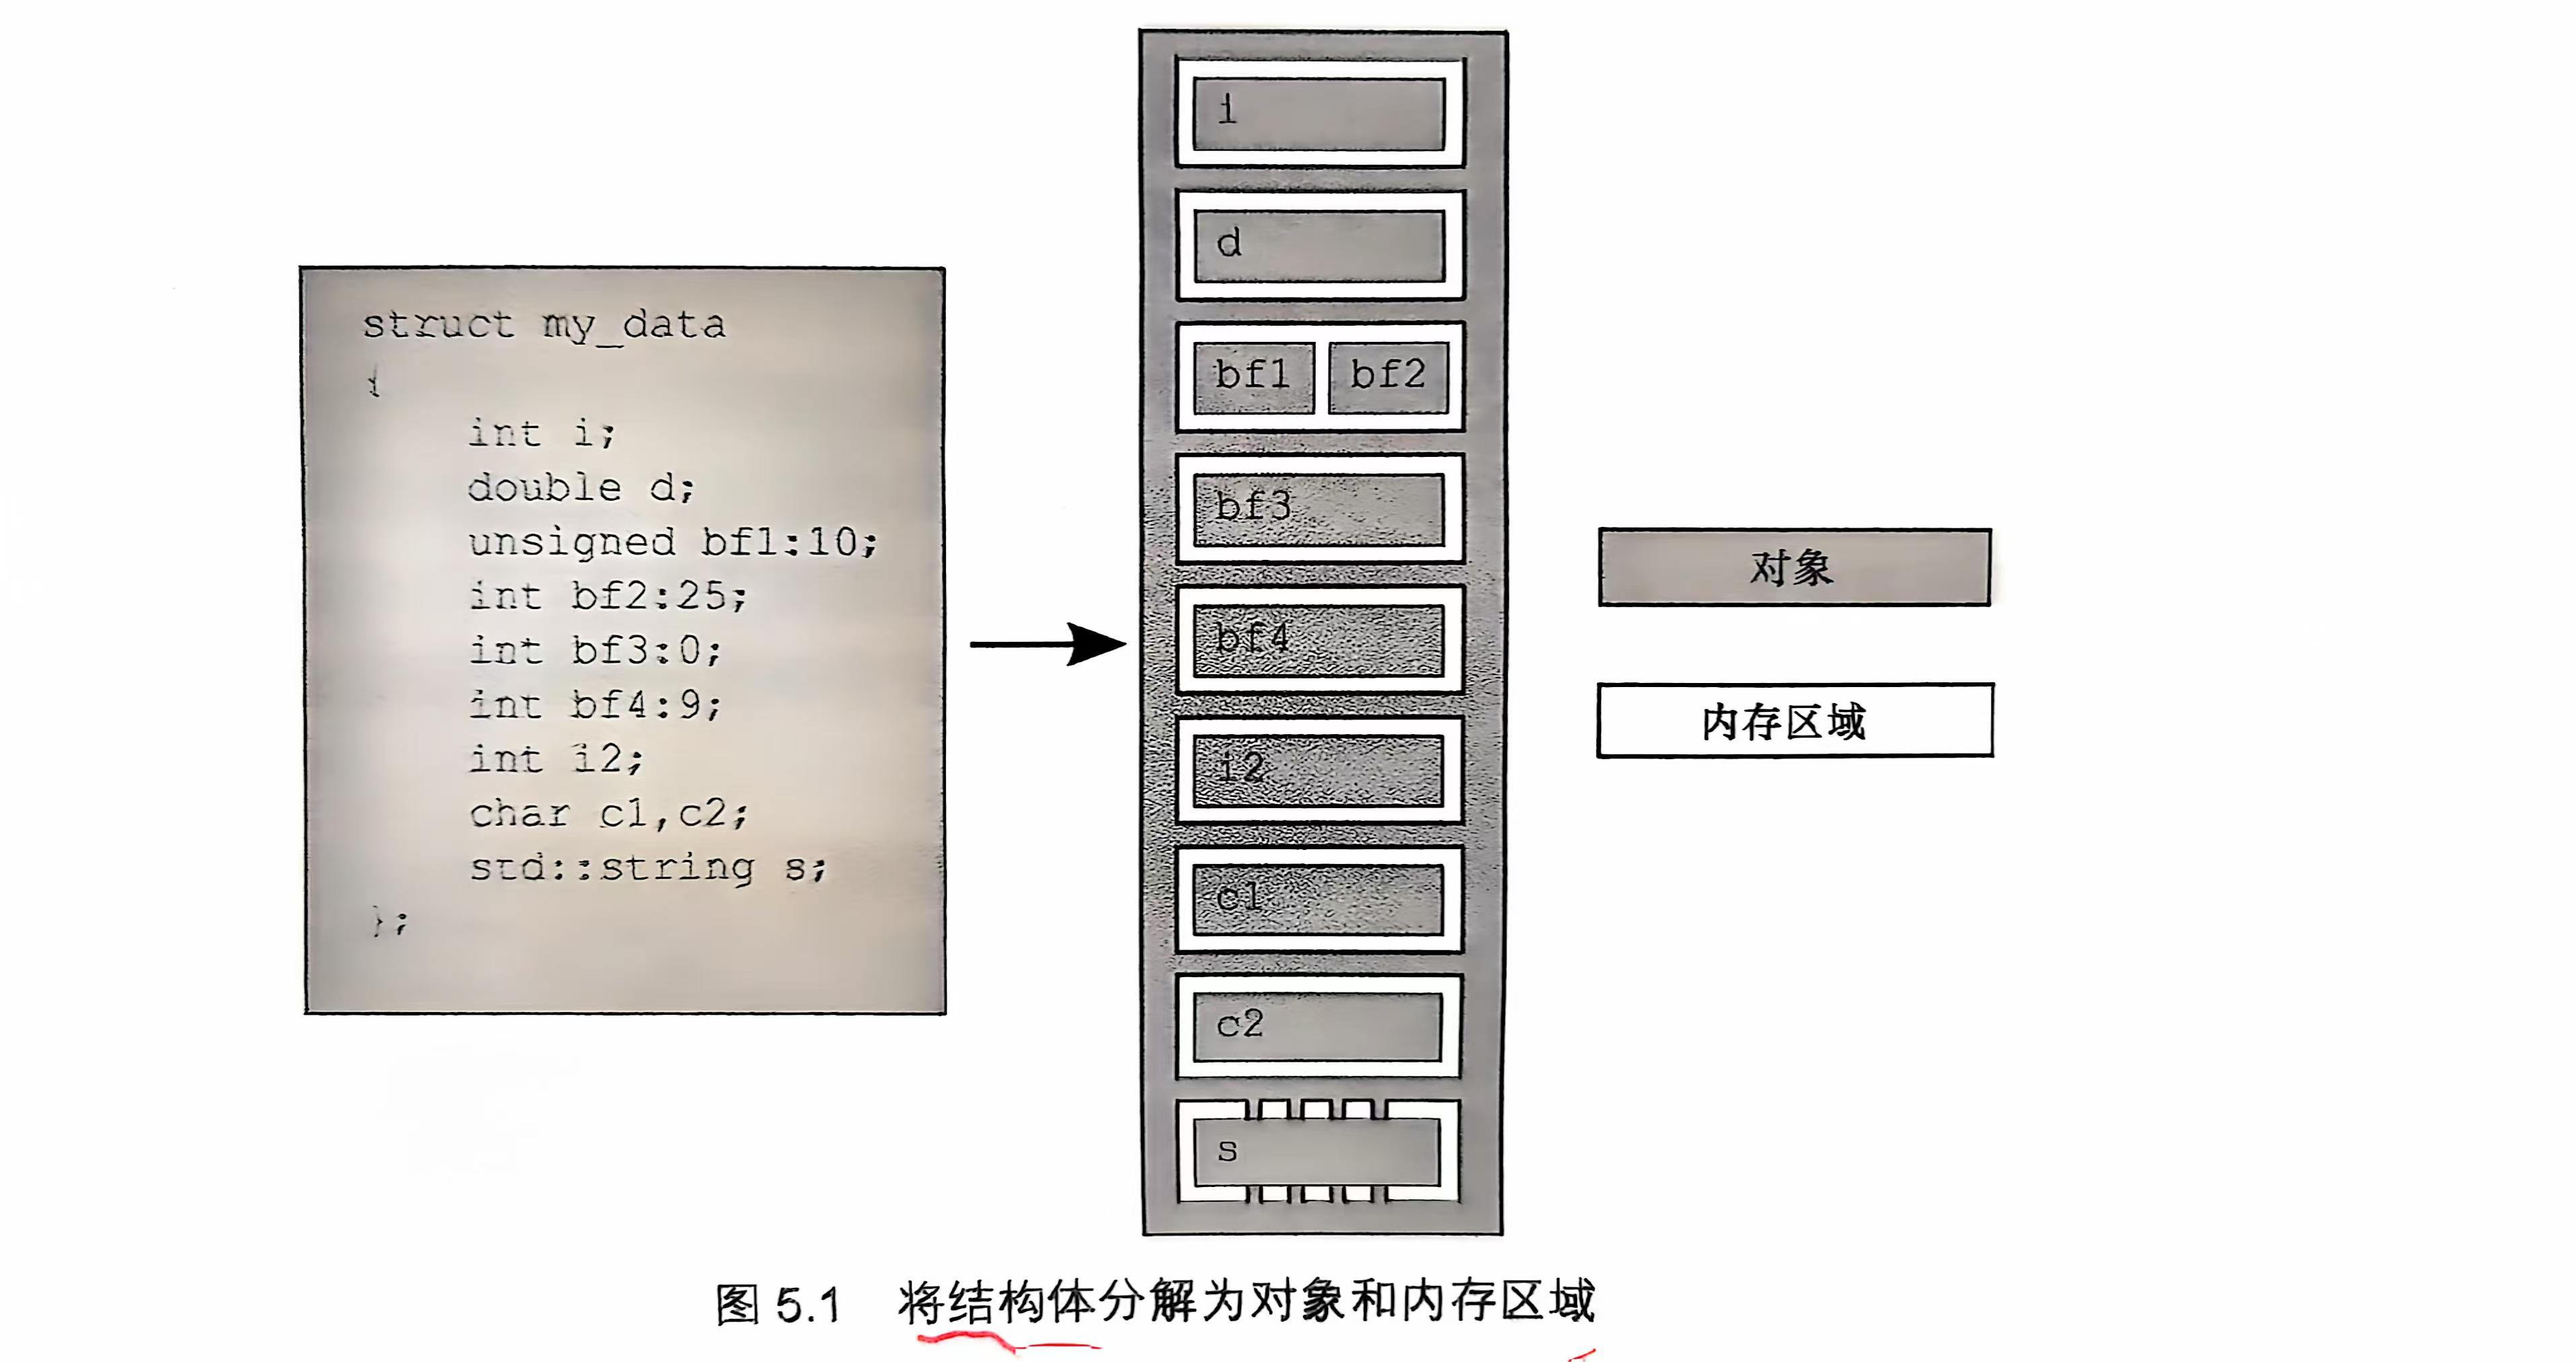 struct my_data
{
int i;
double d;
unsigned bf1:10;
int bf2:25;
int bf3:0;
int bf4:9;
int i2;
char c1,c2;
std::string s;
};
i
d
bf1 bf2
bf3
bf4
i2
c1
c2
s
对象
内存区域
图 5.1 将结构体分解为对象和内存区域